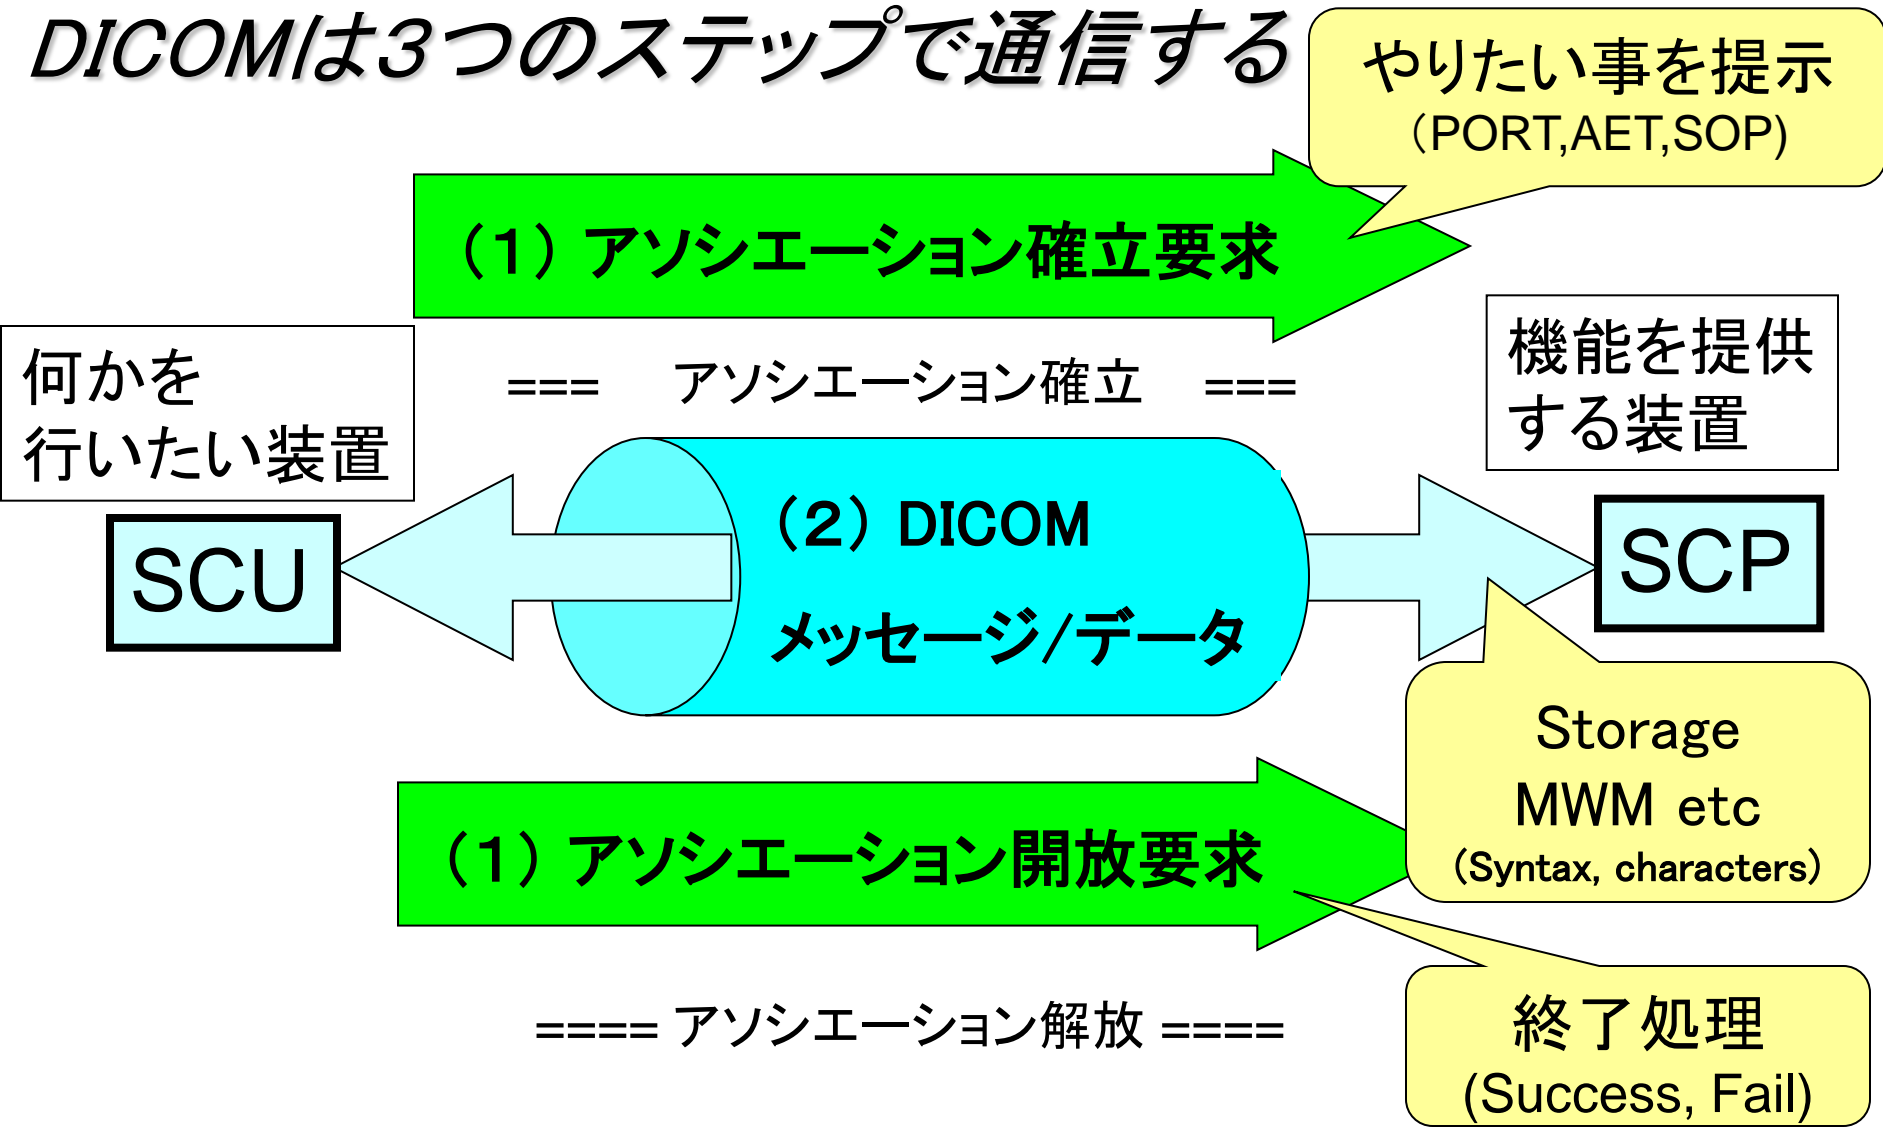 DICOMは３つのステップで通信する
やりたい事を提示
（PORT,AET,SOP)
（１）アソシエーション確立要求
何かを
行いたい装置
=== アソシエーション確立 ===
機能を提供
する装置
SCU
（２）DICOM
メッセージ/データ
SCP
Storage
MWM etc
（Syntax, characters）
（１）アソシエーション開放要求
==== アソシエーション解放 ====
終了処理
(Success, Fail)